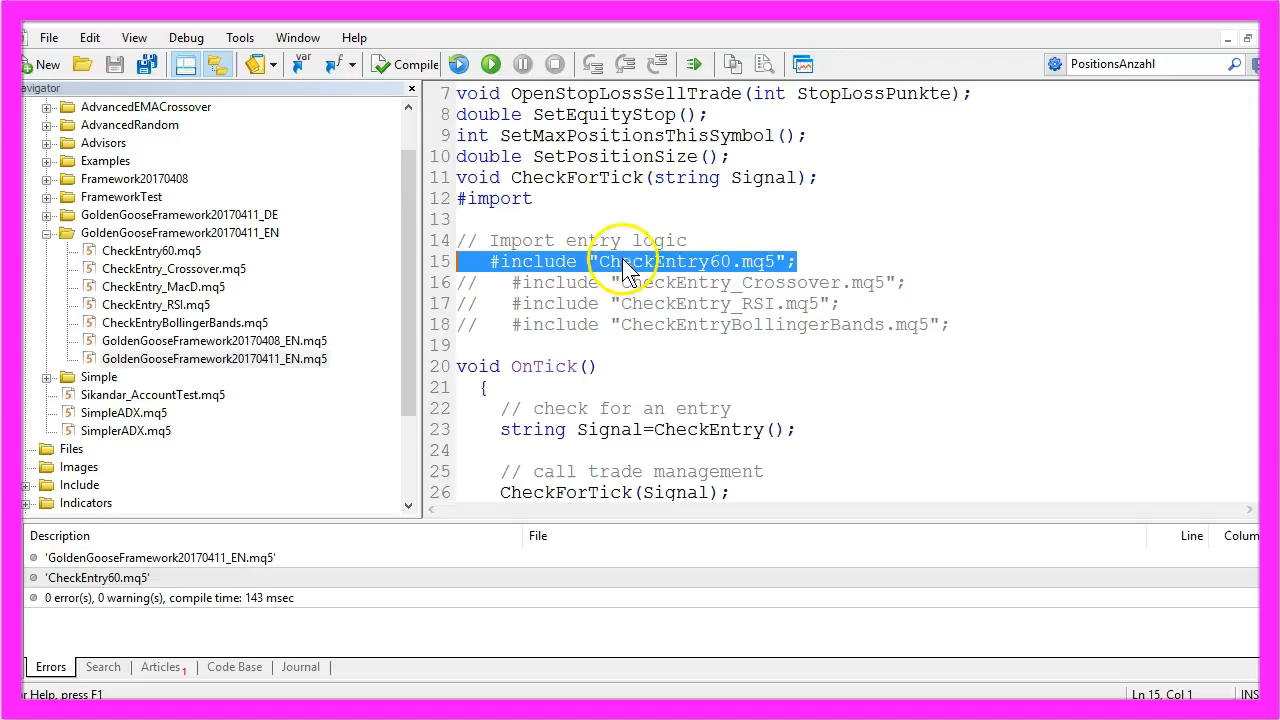 File Edit View Debug Tools Window Help
New Compile PositionsAnzahl
avigator
AdvancedEMACrossover
AdvancedRandom
Advisors
Examples
Framework20170408
FrameworkTest
GoldenGooseFramework20170411_DE
GoldenGooseFramework20170411_EN
CheckEntry60.mq5
CheckEntry_Crossover.mq5
CheckEntry_MacD.mq5
CheckEntry_RSI.mq5
CheckEntryBollingerBands.mq5
GoldenGooseFramework20170408_EN.mq5
GoldenGooseFramework20170411_EN.mq5
Simple
Sikandar_AccountTest.mq5
SimpleADX.mq5
SimplerADX.mq5
Files
Images
Include
Indicators
7 void OpenStopLossSellTrade(int StopLossPunkte);
8 double SetEquityStop();
9 int SetMaxPositionsThisSymbol();
10 double SetPositionSize();
11 void CheckForTick(string Signal);
12 #import
13
14 // Import entry logic
15 #include "CheckEntry60.mq5";
16 // #include "CheckEntry_Crossover.mq5";
17 // #include "CheckEntry_RSI.mq5";
18 // #include "CheckEntryBollingerBands.mq5";
19
20 void OnTick()
21 {
22 // check for an entry
23 string Signal=CheckEntry();
24
25 // call trade management
26 CheckForTick(Signal);
Description File Line Colum
'GoldenGooseFramework20170411_EN.mq5'
'CheckEntry60.mq5'
0 error(s), 0 warning(s), compile time: 143 msec
Errors Search Articles 1 Code Base Journal
r Help, press F1 Ln 15, Col 1 INS